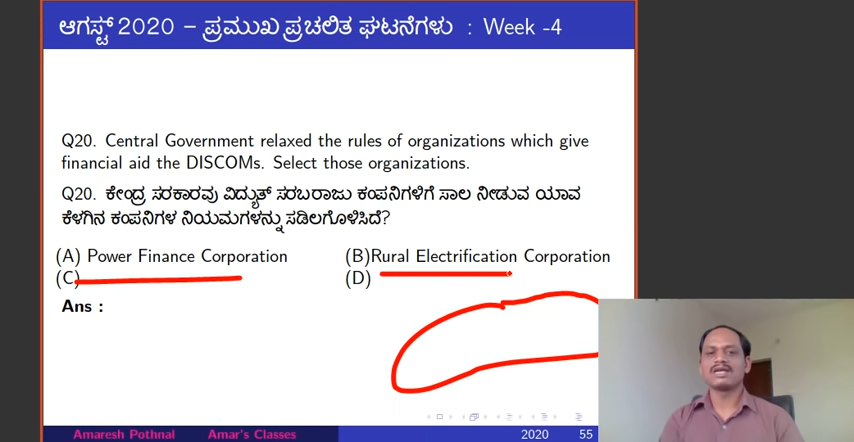 ಆಗಸ್ಟ್ 2020 – ಪ್ರಮುಖ ಪ್ರಚಲಿತ ಘಟನೆಗಳು : Week -4
Q20. Central Government relaxed the rules of organizations which give
financial aid the DISCOMs. Select those organizations.
Q20. ಕೇಂದ್ರ ಸರಕಾರವು ವಿದ್ಯುತ್ ಸರಬರಾಜು ಕಂಪನಿಗಳಿಗೆ ಸಾಲ ನೀಡುವ ಯಾವ
ಕೆಳಗಿನ ಕಂಪನಿಗಳ ನಿಯಮಗಳನ್ನು ಸಡಿಲಗೊಳಿಸಿದೆ?
(A) Power Finance Corporation (B)Rural Electrification Corporation
(C) (D)
Ans :
Amaresh Pothnal Amar's Classes 2020 55